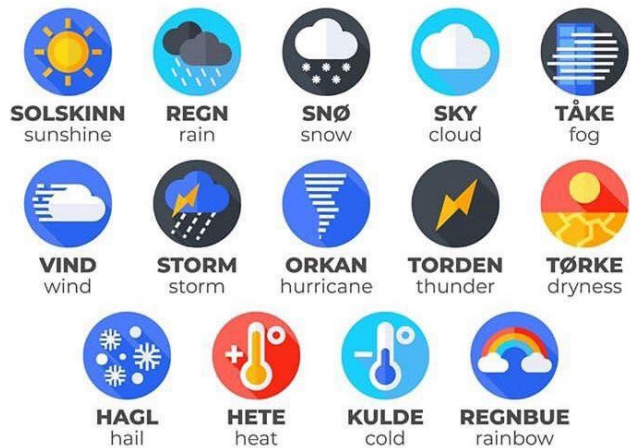 SOLSKINN REGN SNØ SKY TÅKE
sunshine rain snow cloud fog
VIND STORM ORKAN TORDEN TØRKE
wind storm hurricane thunder dryness
HAGL HETE KULDE REGNBUE
hail heat cold rainbow